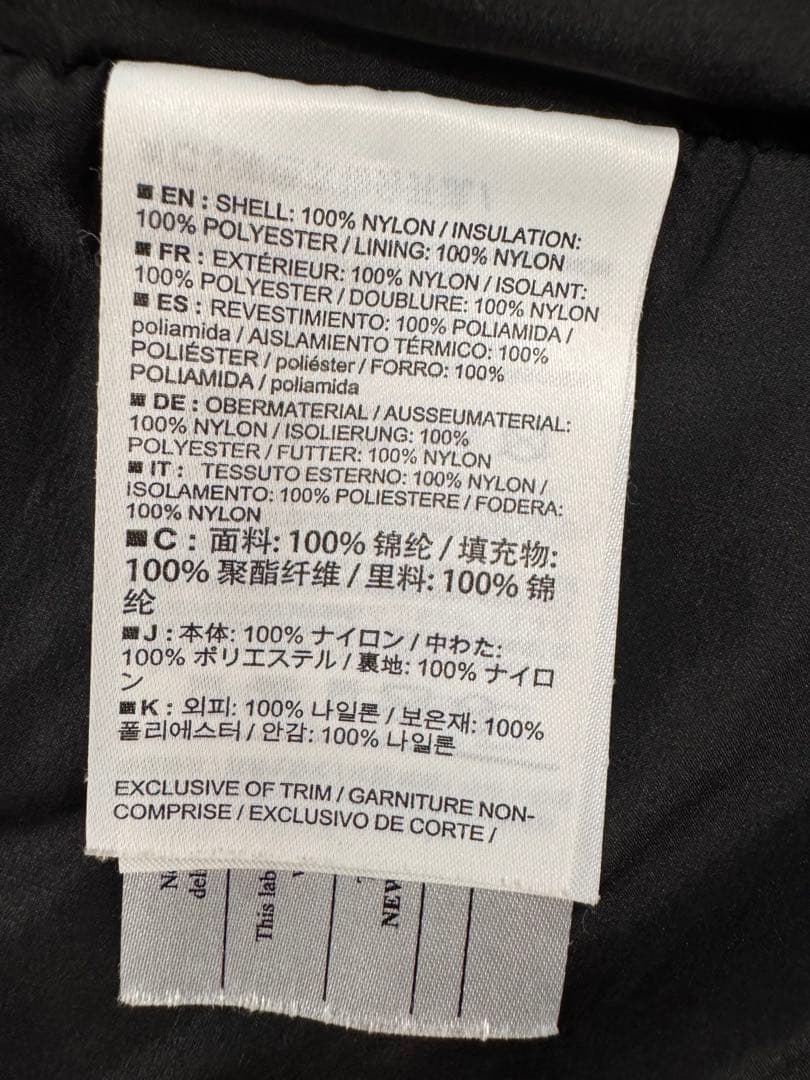 EN : SHELL: 100% NYLON / INSULATION:
100% POLYESTER / LINING: 100% NYLON
FR : EXTÉRIEUR: 100% NYLON / ISOLANT:
100% POLYESTER / DOUBLURE: 100% NYLON
ES : REVESTIMIENTO: 100% POLIAMIDA /
poliamida / AISLAMIENTO TÉRMICO: 100%
POLIÉSTER / poliéster / FORRO: 100%
POLIAMIDA / poliamida
DE : OBERMATERIAL / AUSSEUMATERIAL:
100% NYLON / ISOLIERUNG: 100%
POLYESTER / FUTTER: 100% NYLON
IT : TESSUTO ESTERNO: 100% NYLON /
ISOLAMENTO: 100% POLIESTERE / FODERA:
100% NYLON
C : 面料: 100% 锦纶 / 填充物:
100% 聚酯纤维 / 里料: 100% 锦
纶
J : 本体: 100% ナイロン / 中わた:
100% ポリエステル / 裏地: 100% ナイロ
ン
K : 외피: 100% 나일론 / 보온재: 100%
폴리에스터 / 안감: 100% 나일론
EXCLUSIVE OF TRIM / GARNITURE NON-
COMPRISE / EXCLUSIVO DE CORTE /
This
NEW